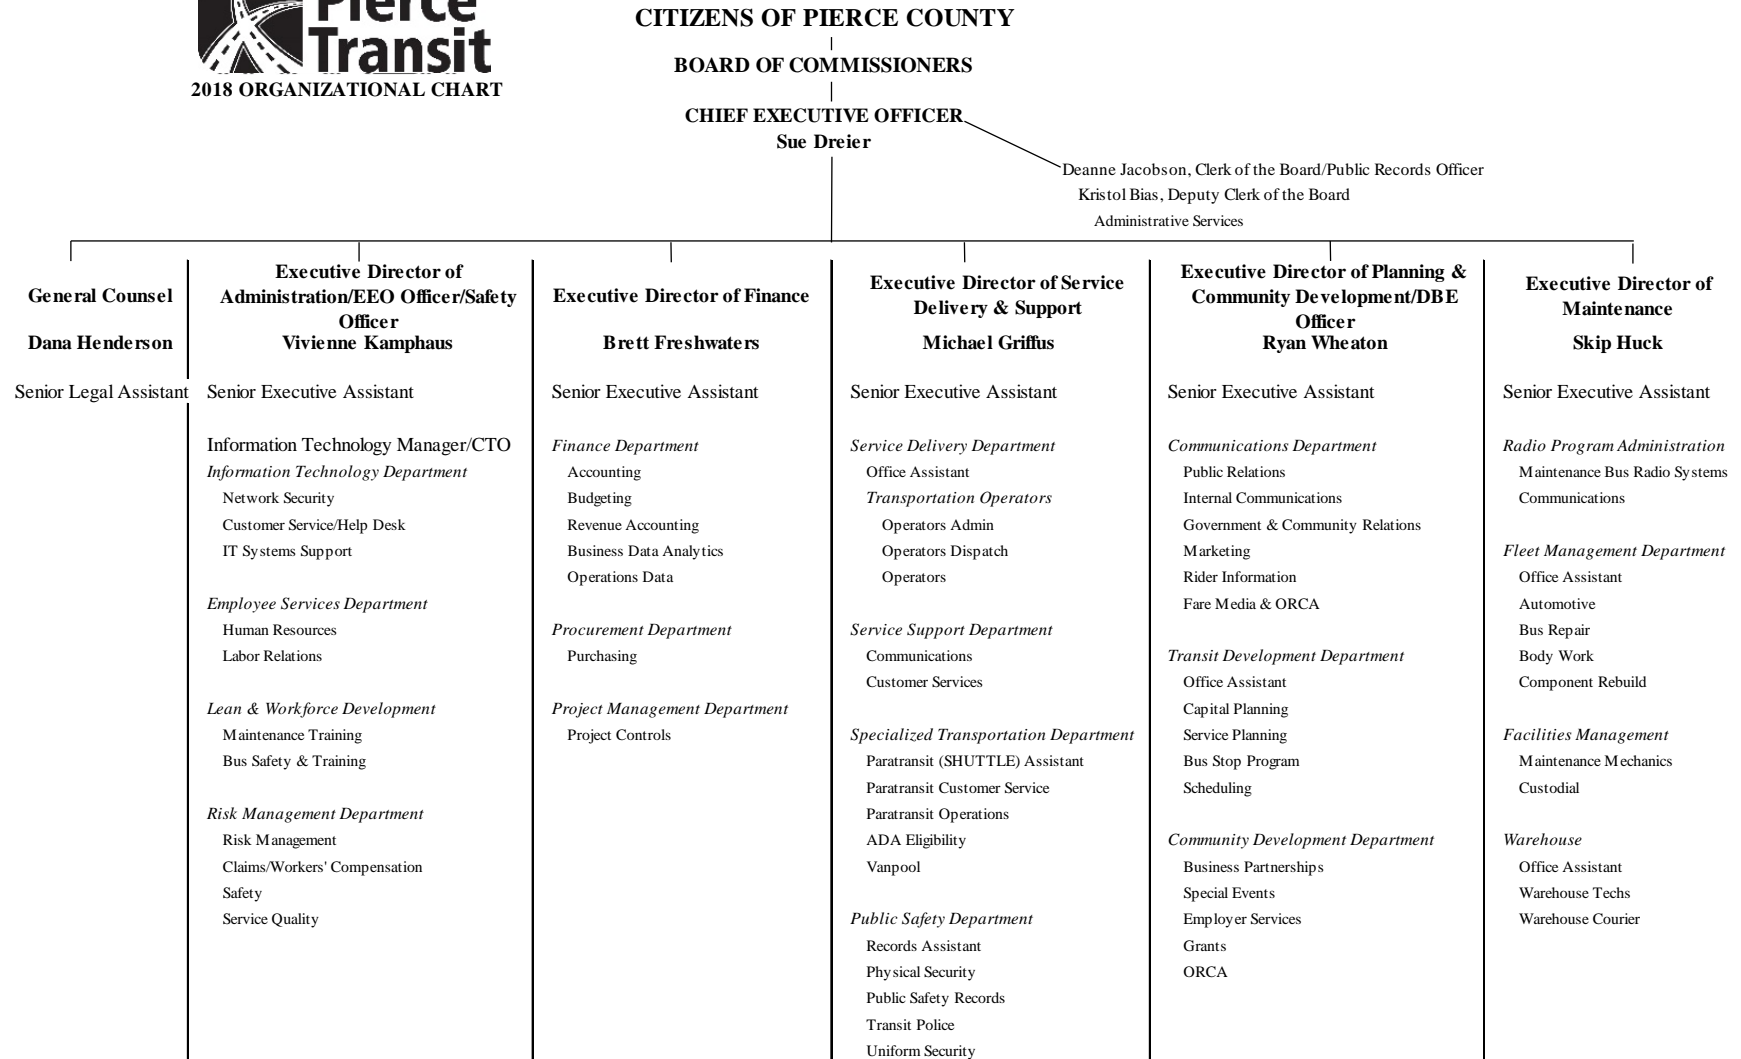 Pierce
Transit
2018 ORGANIZATIONAL CHART
CITIZENS OF PIERCE COUNTY
BOARD OF COMMISSIONERS
CHIEF EXECUTIVE OFFICER
Sue Dreier
Deanne Jacobson, Clerk of the Board/Public Records Officer
Kristol Bias, Deputy Clerk of the Board
Administrative Services
General Counsel
Dana Henderson
Senior Legal Assistant
Executive Director of
Administration/EEO Officer/Safety
Officer
Vivienne Kamphaus
Senior Executive Assistant
Information Technology Manager/CTO
Information Technology Department
Network Security
Customer Service/Help Desk
IT Systems Support
Employee Services Department
Human Resources
Labor Relations
Lean & Workforce Development
Maintenance Training
Bus Safety & Training
Risk Management Department
Risk Management
Claims/Workers' Compensation
Safety
Service Quality
Executive Director of Finance
Brett Freshwaters
Senior Executive Assistant
Finance Department
Accounting
Budgeting
Revenue Accounting
Business Data Analytics
Operations Data
Procurement Department
Purchasing
Project Management Department
Project Controls
Executive Director of Service
Delivery & Support
Michael Griffus
Senior Executive Assistant
Service Delivery Department
Office Assistant
Transportation Operators
Operators Admin
Operators Dispatch
Operators
Service Support Department
Communications
Customer Services
Specialized Transportation Department
Paratransit (SHUTTLE) Assistant
Paratransit Customer Service
Paratransit Operations
ADA Eligibility
Vanpool
Public Safety Department
Records Assistant
Physical Security
Public Safety Records
Transit Police
Uniform Security
Executive Director of Planning &
Community Development/DBE
Officer
Ryan Wheaton
Senior Executive Assistant
Communications Department
Public Relations
Internal Communications
Government & Community Relations
Marketing
Rider Information
Fare Media & ORCA
Transit Development Department
Office Assistant
Capital Planning
Service Planning
Bus Stop Program
Scheduling
Community Development Department
Business Partnerships
Special Events
Employer Services
Grants
ORCA
Executive Director of
Maintenance
Skip Huck
Senior Executive Assistant
Radio Program Administration
Maintenance Bus Radio Systems
Communications
Fleet Management Department
Office Assistant
Automotive
Bus Repair
Body Work
Component Rebuild
Facilities Management
Maintenance Mechanics
Custodial
Warehouse
Office Assistant
Warehouse Techs
Warehouse Courier